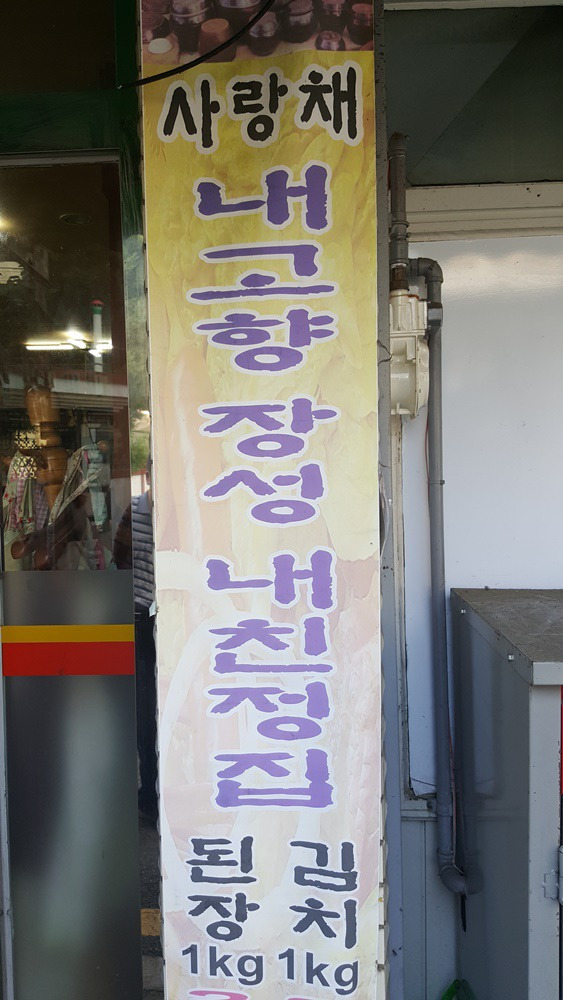 사랑채
내고향 장성 내친정집
된장 김치
1kg 1kg